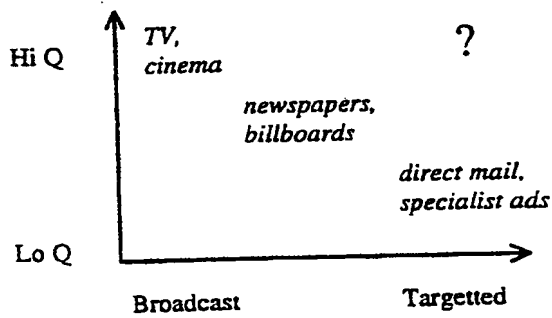 Hi Q
TV,
cinema
?
newspapers,
billboards
direct mail,
specialist ads
Lo Q
Broadcast
Targetted